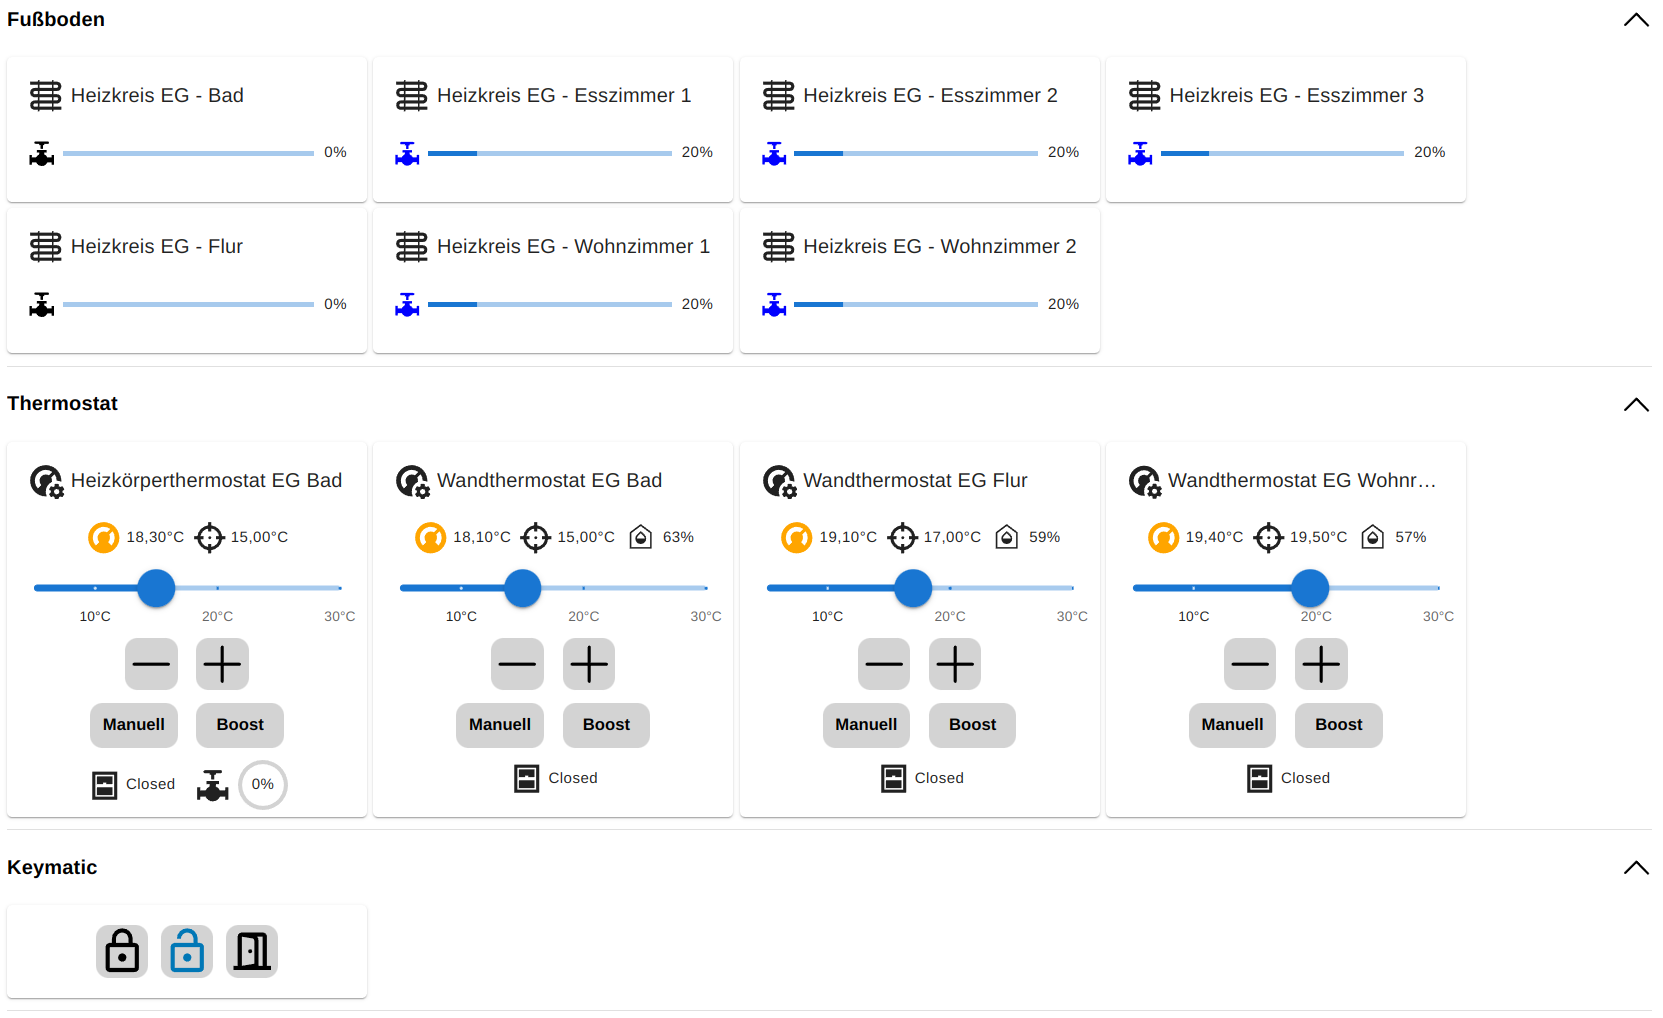 Fußboden
Heizkreis EG - Bad
0%
Heizkreis EG - Esszimmer 1
20%
Heizkreis EG - Esszimmer 2
20%
Heizkreis EG - Esszimmer 3
20%
Heizkreis EG - Flur
0%
Heizkreis EG - Wohnzimmer 1
20%
Heizkreis EG - Wohnzimmer 2
20%
Thermostat
Heizkörperthermostat EG Bad
18,30°C 15,00°C
10°C 20°C 30°C
Manuell Boost
Closed 0%
Wandthermostat EG Bad
18,10°C 15,00°C 63%
10°C 20°C 30°C
Manuell Boost
Closed
Wandthermostat EG Flur
19,10°C 17,00°C 59%
10°C 20°C 30°C
Manuell Boost
Closed
Wandthermostat EG Wohnr…
19,40°C 19,50°C 57%
10°C 20°C 30°C
Manuell Boost
Closed
Keymatic